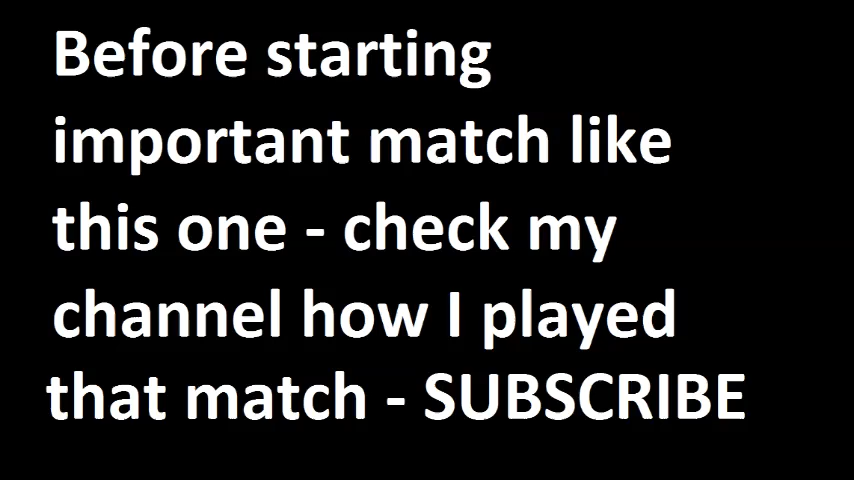 Before starting
important match like
this one - check my
channel how I played
that match - SUBSCRIBE